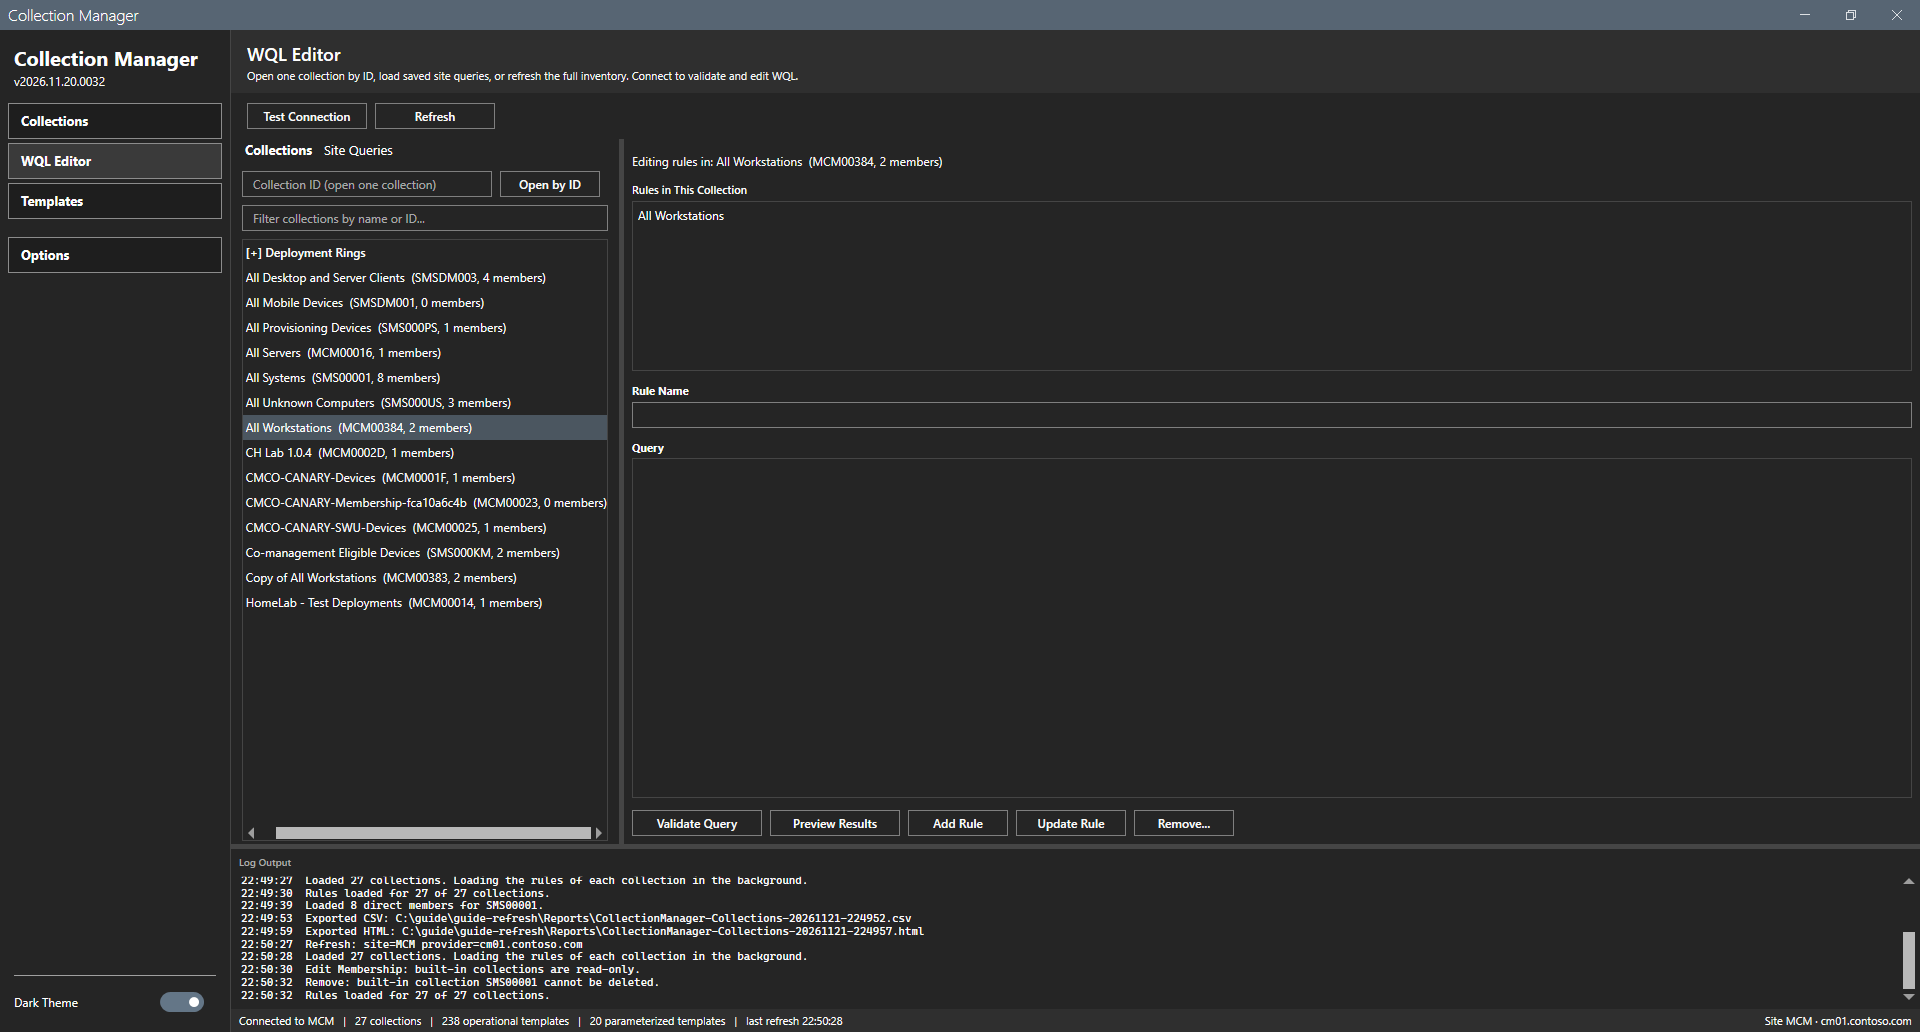 Collection Manager
Collection Manager
v2026.11.20.0032
Collections
WQL Editor
Templates
Options
Dark Theme
WQL Editor
Open one collection by ID, load saved site queries, or refresh the full inventory. Connect to validate and edit WQL.
Test Connection
Refresh
Collections
Site Queries
Collection ID (open one collection)
Open by ID
Filter collections by name or ID...
[+] Deployment Rings
All Desktop and Server Clients (SMSDM003, 4 members)
All Mobile Devices (SMSDM001, 0 members)
All Provisioning Devices (SMS000PS, 1 members)
All Servers (MCM00016, 1 members)
All Systems (SMS00001, 8 members)
All Unknown Computers (SMS000US, 3 members)
All Workstations (MCM00384, 2 members)
CH Lab 1.0.4 (MCM0002D, 1 members)
CMCO-CANARY-Devices (MCM0001F, 1 members)
CMCO-CANARY-Membership-fca10a6c4b (MCM00023, 0 members)
CMCO-CANARY-SWU-Devices (MCM00025, 1 members)
Co-management Eligible Devices (SMS000KM, 2 members)
Copy of All Workstations (MCM00383, 2 members)
HomeLab - Test Deployments (MCM00014, 1 members)
Editing rules in: All Workstations (MCM00384, 2 members)
Rules in This Collection
All Workstations
Rule Name
Query
Validate Query
Preview Results
Add Rule
Update Rule
Remove...
Log Output
22:49:27 Loaded 27 collections. Loading the rules of each collection in the background.
22:49:30 Rules loaded for 27 of 27 collections.
22:49:39 Loaded 8 direct members for SMS00001.
22:49:53 Exported CSV: C:\guide\guide-refresh\Reports\CollectionManager-Collections-20261121-224952.csv
22:49:59 Exported HTML: C:\guide\guide-refresh\Reports\CollectionManager-Collections-20261121-224957.html
22:50:27 Refresh: site=MCM provider=cm01.contoso.com
22:50:28 Loaded 27 collections. Loading the rules of each collection in the background.
22:50:30 Edit Membership: built-in collections are read-only.
22:50:32 Remove: built-in collection SMS00001 cannot be deleted.
22:50:32 Rules loaded for 27 of 27 collections.
Connected to MCM | 27 collections | 238 operational templates | 20 parameterized templates | last refresh 22:50:28
Site MCM · cm01.contoso.com